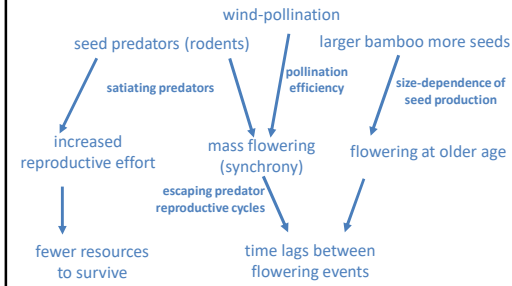 wind-pollination
seed predators (rodents)
larger bamboo more seeds
satiating predators
pollination
efficiency
size-dependence of
seed production
increased
reproductive effort
mass flowering
(synchrony)
flowering at older age
escaping predator
reproductive cycles
fewer resources
to survive
time lags between
flowering events